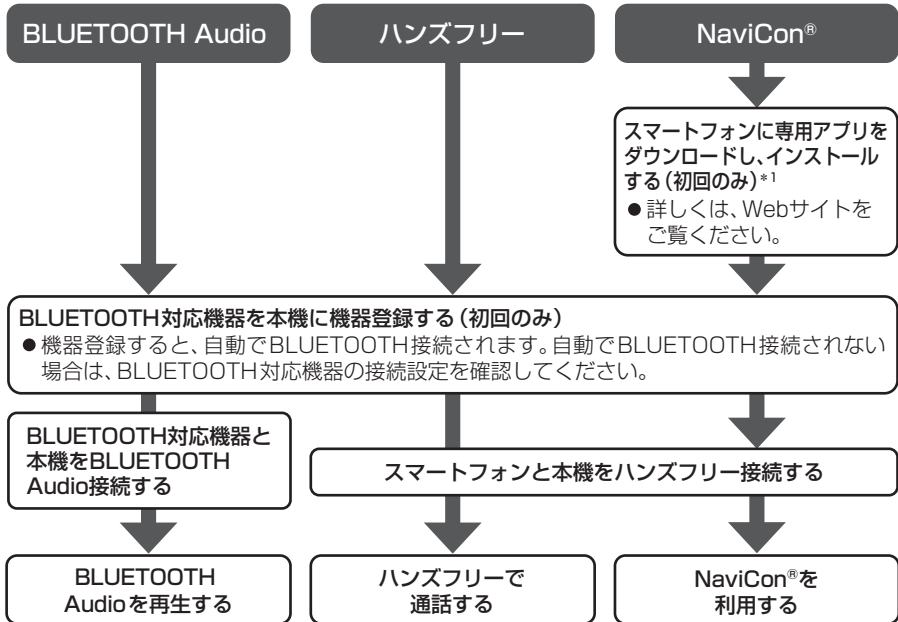 BLUETOOTH Audio
ハンズフリー
NaviCon®
スマートフォンに専用アプリを
ダウンロードし、インストール
する(初回のみ)*1
●詳しくは、Webサイトを
ご覧ください。
BLUETOOTH対応機器を本機に機器登録する(初回のみ)
●機器登録すると、自動でBLUETOOTH接続されます。自動でBLUETOOTH接続されない
場合は、BLUETOOTH対応機器の接続設定を確認してください。
BLUETOOTH対応機器と
本機をBLUETOOTH
Audio接続する
スマートフォンと本機をハンズフリー接続する
BLUETOOTH
Audioを再生する
ハンズフリーで
通話する
NaviCon®を
利用する